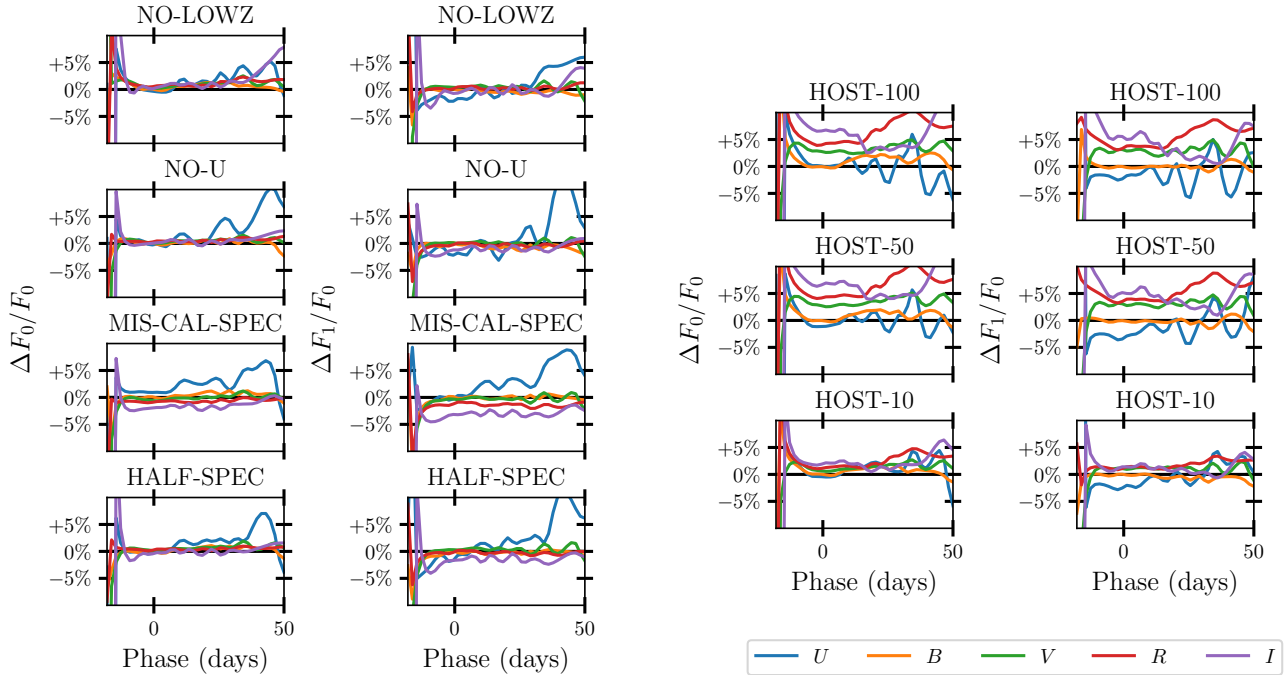 NO-LOWZ
+5%
0%
−5%
NO-U
+5%
0%
−5%
MIS-CAL-SPEC
+5%
0%
−5%
HALF-SPEC
+5%
0%
−5%
0 50
Phase (days)
ΔF₀/F₀
NO-LOWZ
+5%
0%
−5%
NO-U
+5%
0%
−5%
MIS-CAL-SPEC
+5%
0%
−5%
HALF-SPEC
+5%
0%
−5%
0 50
Phase (days)
ΔF₁/F₀
HOST-100
+5%
0%
−5%
HOST-50
+5%
0%
−5%
HOST-10
+5%
0%
−5%
0 50
Phase (days)
ΔF₀/F₀
HOST-100
+5%
0%
−5%
HOST-50
+5%
0%
−5%
HOST-10
+5%
0%
−5%
0 50
Phase (days)
ΔF₁/F₀
U B V R I